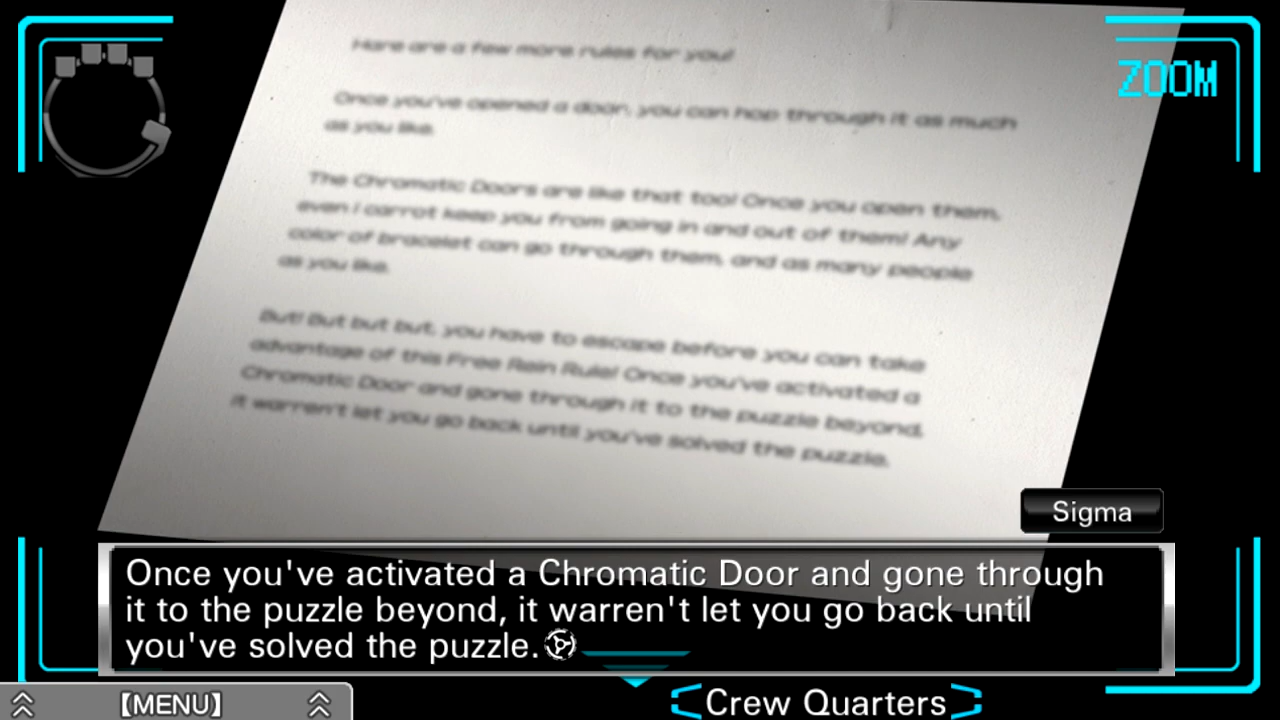 Here are a few more rules for you!
ZOOM
Once you've opened a door, you can hop through it as much
as you like.
The Chromatic Doors are like that too! Once you open them,
even I carrot keep you from going in and out of them! Any
color of bracelet can go through them, and as many people
as you like.
But! But but but, you have to escape before you can take
advantage of this Free Rein Rule! Once you've activated a
Chromatic Door and gone through it to the puzzle beyond,
it warren't let you go back until you've solved the puzzle.
Sigma
Once you've activated a Chromatic Door and gone through
it to the puzzle beyond, it warren't let you go back until
you've solved the puzzle.
【MENU】
Crew Quarters